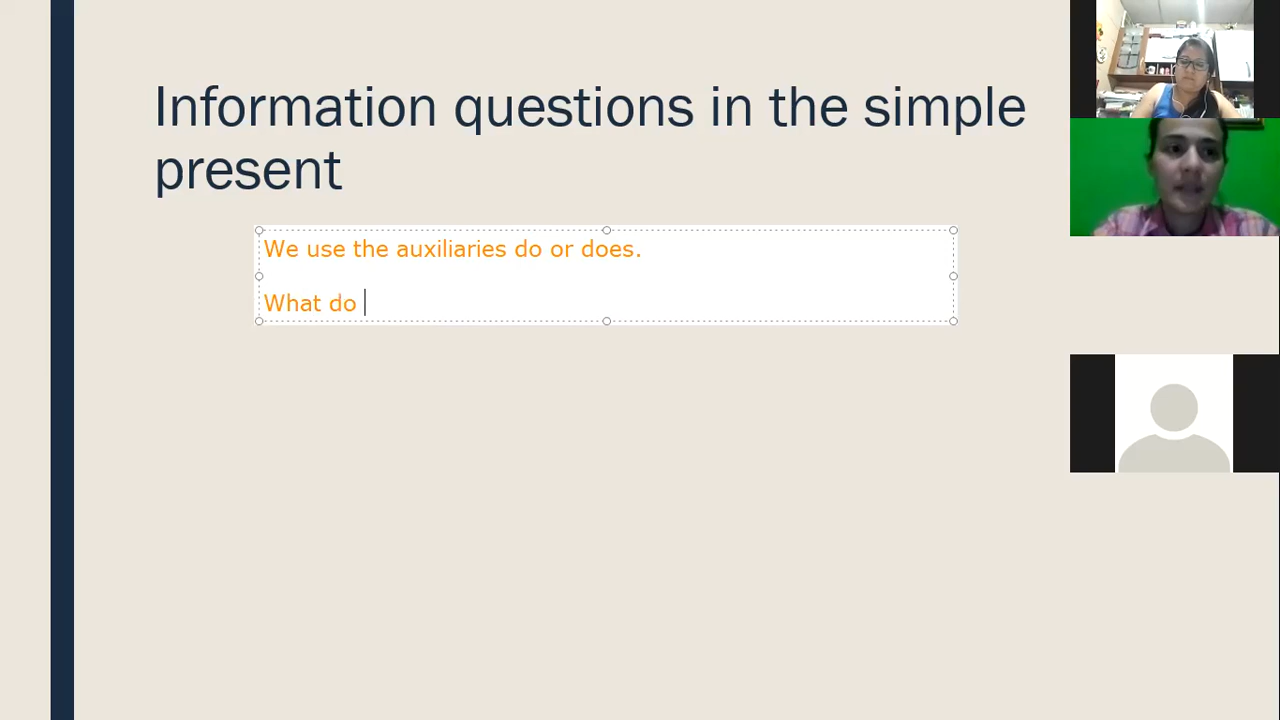 Information questions in the simple
present
We use the auxiliaries do or does.
What do